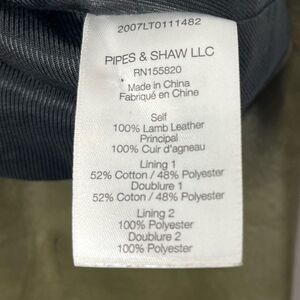 2007LT0111482
PIPES & SHAW LLC
RN155820
Made in China
Fabriqué en Chine
Self
100% Lamb Leather
Principal
100% Cuir d'agneau
Lining 1
52% Cotton / 48% Polyester
Doublure 1
52% Coton / 48% Polyester
Lining 2
100% Polyester
Doublure 2
100% Polyester